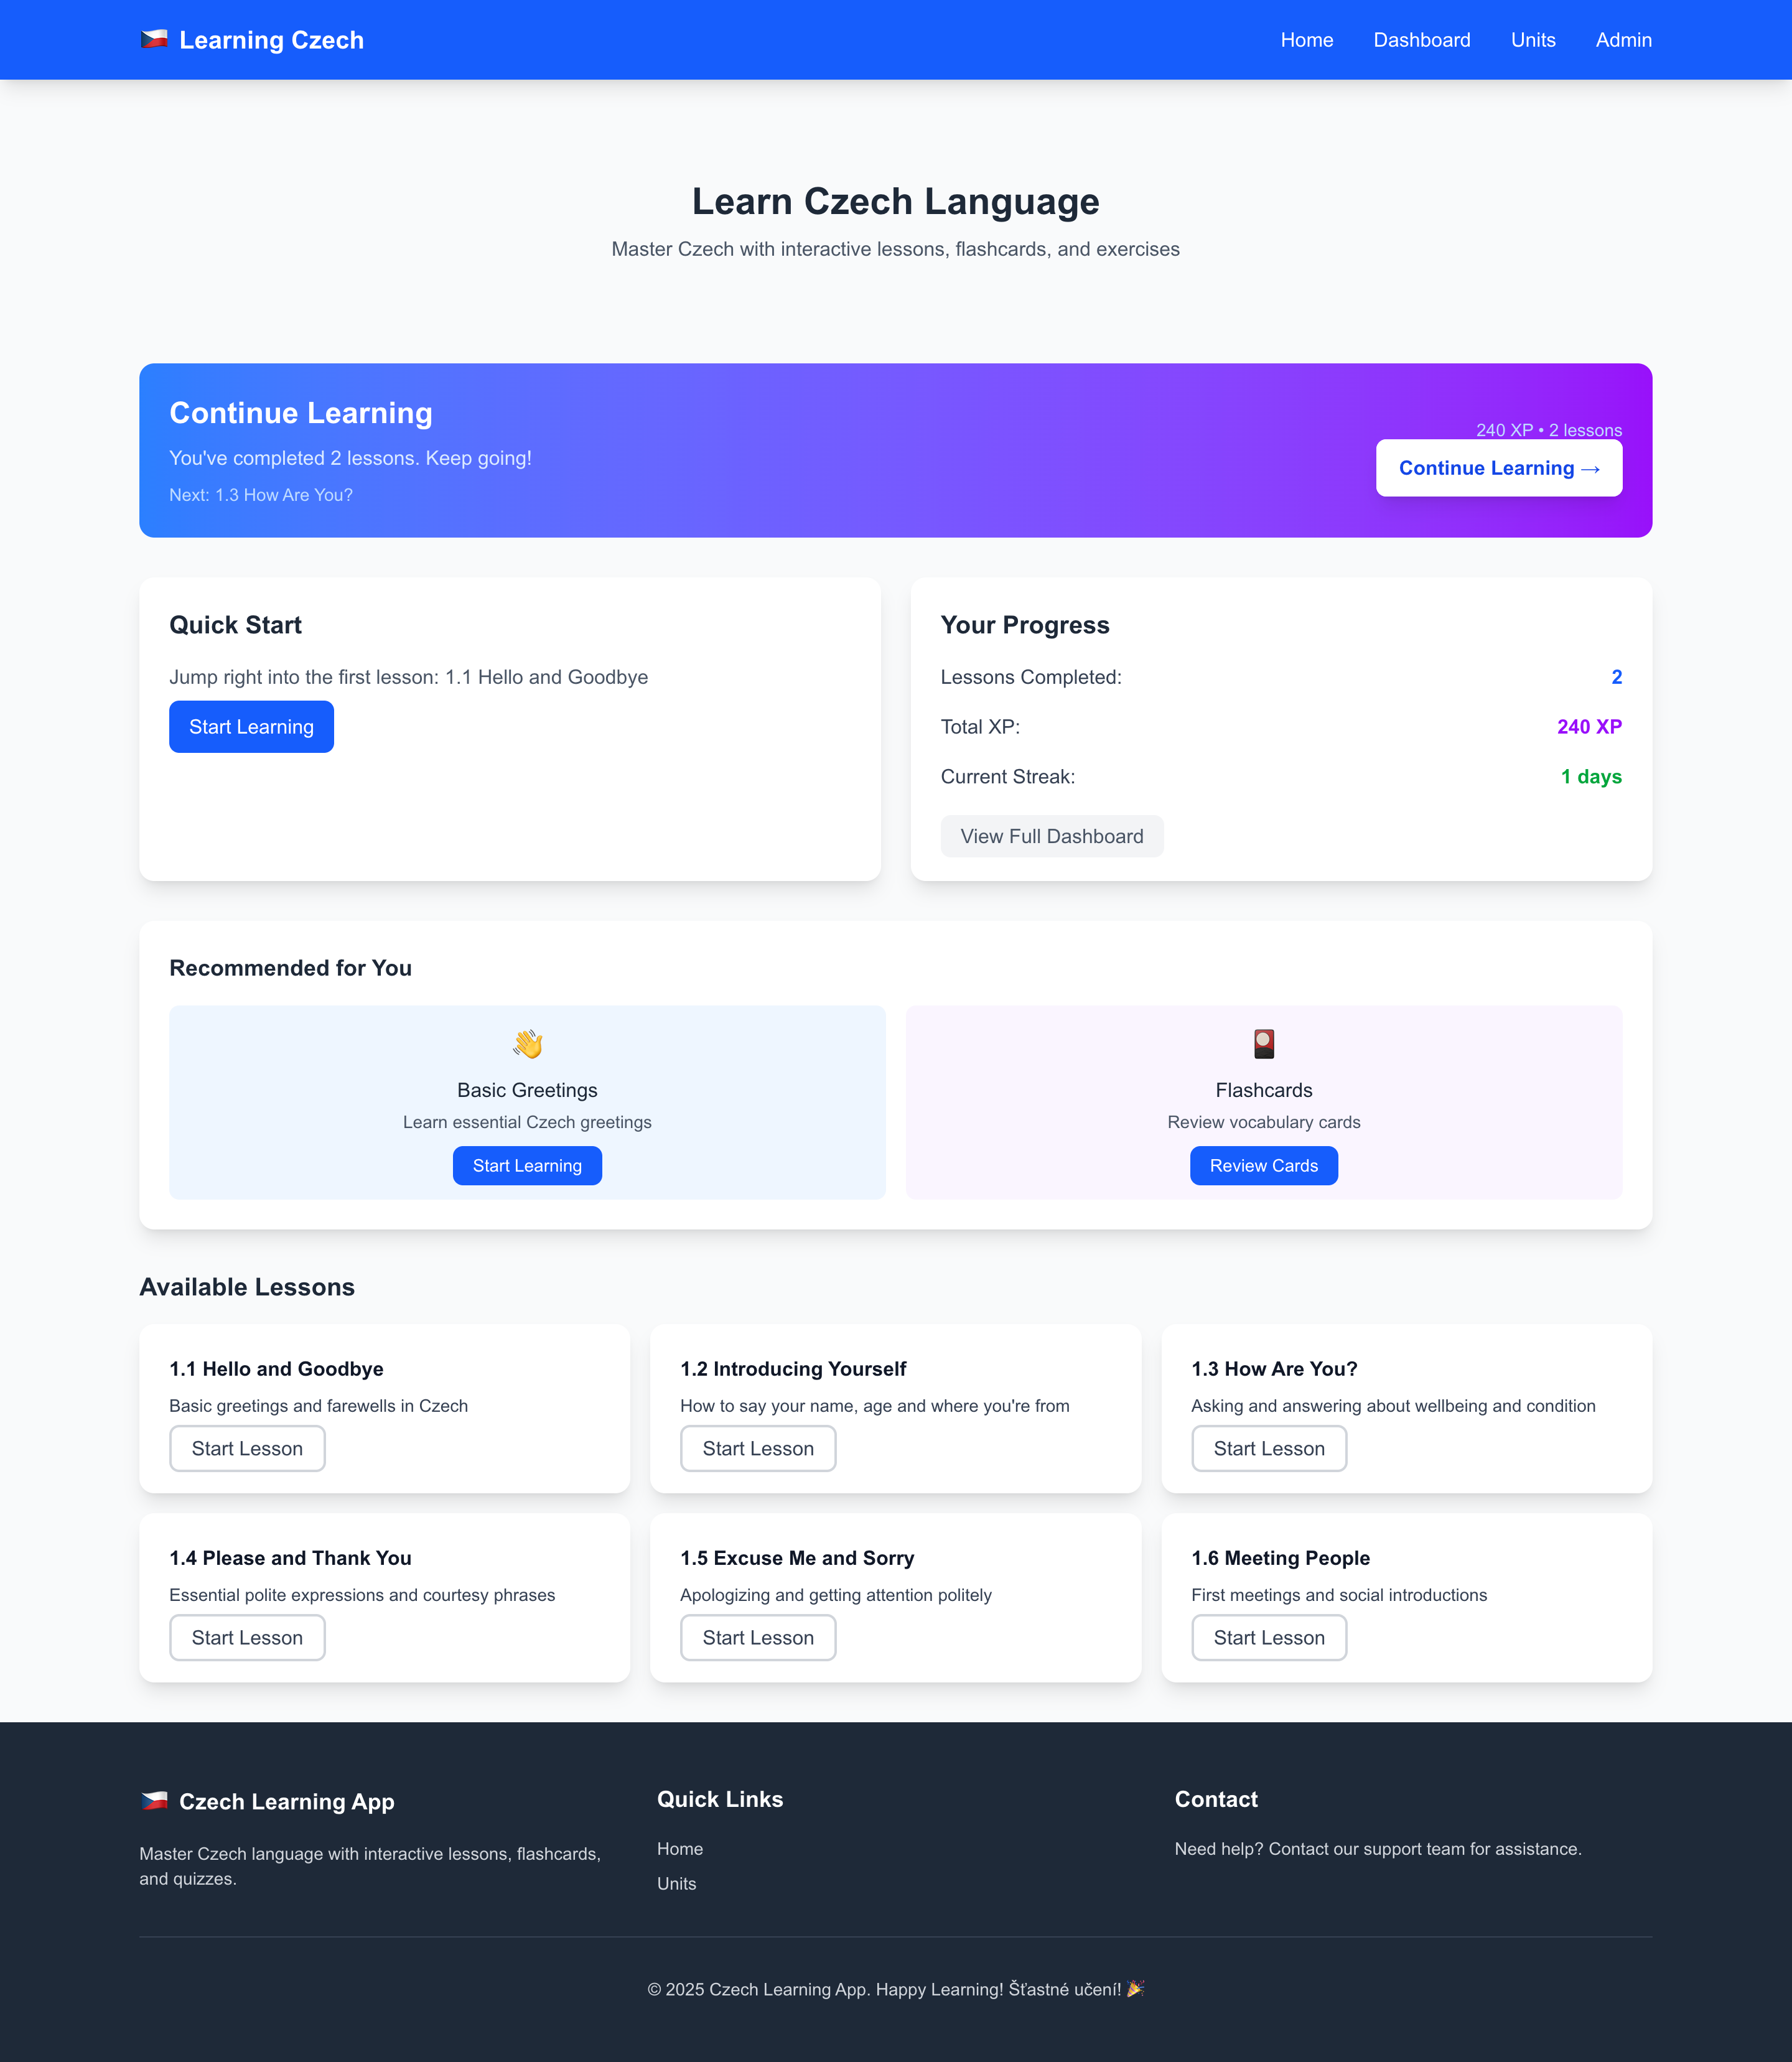 Learning Czech
Home
Dashboard
Units
Admin
Learn Czech Language
Master Czech with interactive lessons, flashcards, and exercises
Continue Learning
You've completed 2 lessons. Keep going!
Next: 1.3 How Are You?
240 XP • 2 lessons
Continue Learning →
Quick Start
Jump right into the first lesson: 1.1 Hello and Goodbye
Start Learning
Your Progress
Lessons Completed: 2
Total XP: 240 XP
Current Streak: 1 days
View Full Dashboard
Recommended for You
Basic Greetings
Learn essential Czech greetings
Start Learning
Flashcards
Review vocabulary cards
Review Cards
Available Lessons
1.1 Hello and Goodbye
Basic greetings and farewells in Czech
Start Lesson
1.2 Introducing Yourself
How to say your name, age and where you're from
Start Lesson
1.3 How Are You?
Asking and answering about wellbeing and condition
Start Lesson
1.4 Please and Thank You
Essential polite expressions and courtesy phrases
Start Lesson
1.5 Excuse Me and Sorry
Apologizing and getting attention politely
Start Lesson
1.6 Meeting People
First meetings and social introductions
Start Lesson
Czech Learning App
Master Czech language with interactive lessons, flashcards,
and quizzes.
Quick Links
Home
Units
Contact
Need help? Contact our support team for assistance.
© 2025 Czech Learning App. Happy Learning! Šťastné učení! 🎉